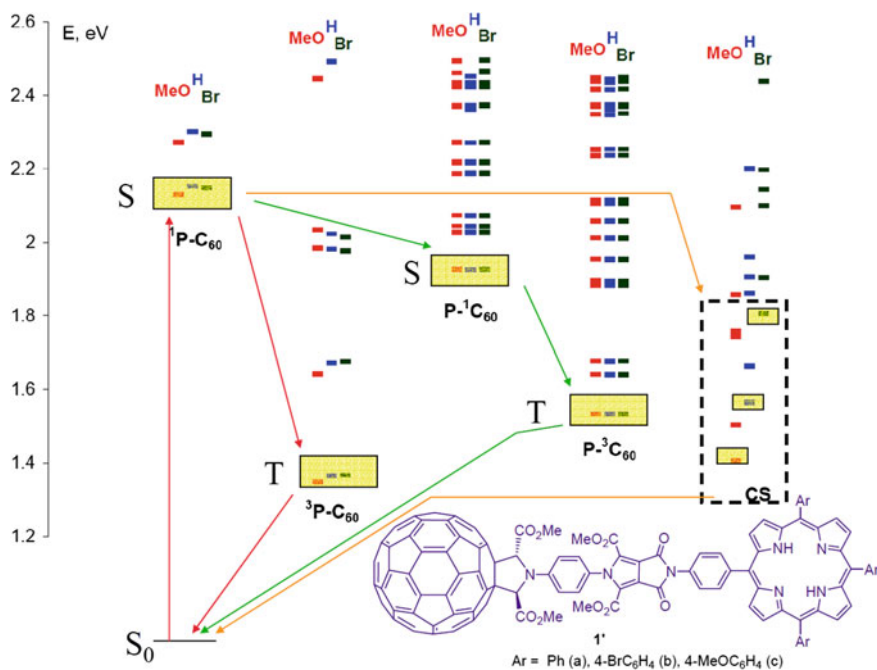 E, eV
2.6
2.4
2.2
2
1.8
1.6
1.4
1.2
MeO H Br
MeO H Br
MeO H Br
MeO H Br
MeO H Br
S
¹P-C₆₀
S
P-¹C₆₀
T
P-³C₆₀
T
³P-C₆₀
CS
S₀
CO₂Me
N
CO₂Me
MeO₂C
N
MeO₂C
O
N
O
Ar
NH
N
N
HN
Ar
Ar
1'
Ar = Ph (a), 4-BrC₆H₄ (b), 4-MeOC₆H₄ (c)